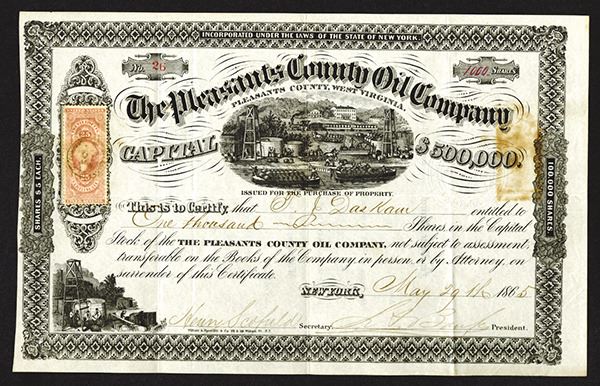 INCORPORATED UNDER THE LAWS OF THE STATE OF NEW YORK.
No. 26
1000 SHARES
The Pleasants County Oil Company
PLEASANTS COUNTY, WEST VIRGINIA.
CAPITAL $500,000.
SHARES $5 EACH.
100,000 SHARES
25
ISSUED FOR THE PURCHASE OF PROPERTY.
This is to Certify that entitled to
One thousand Shares, in the Capital
Stock of the THE PLEASANTS COUNTY OIL COMPANY, not subject to assessment,
transferable on the Books of the Company in person, or by Attorney, on
surrender of this Certificate.
NEW YORK, May 29th 1865
Secretary. President.